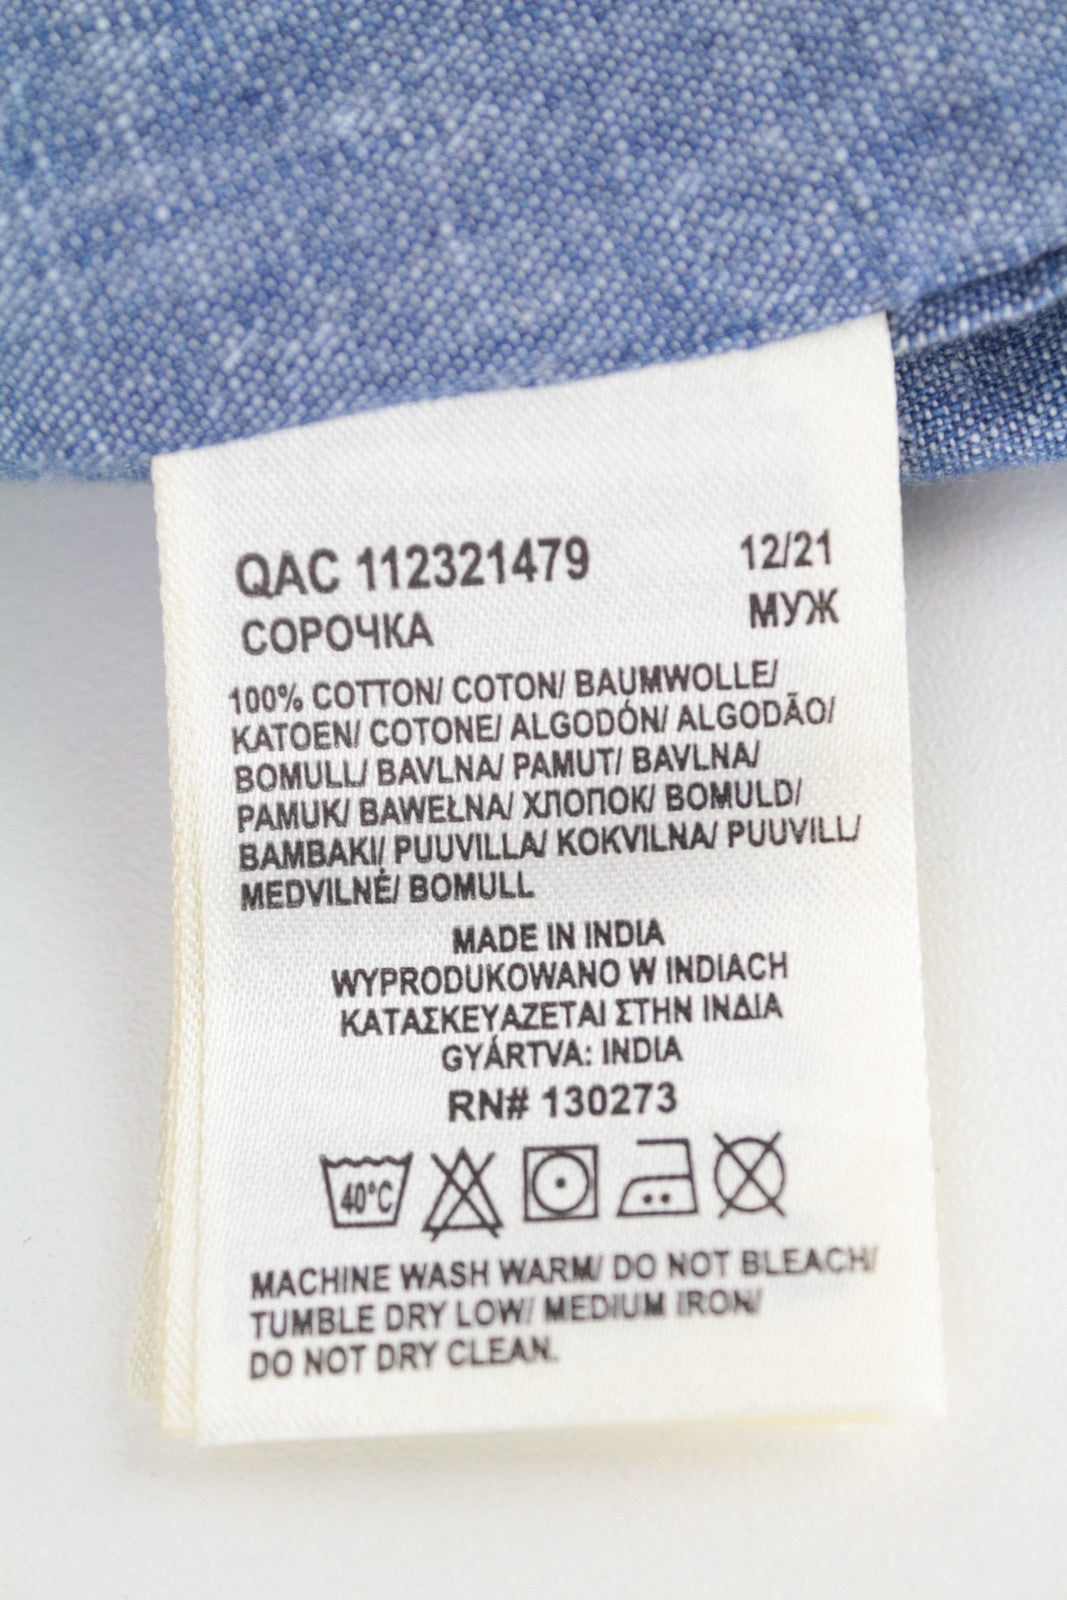 QAC 112321479 12/21
СОРОЧКА МУЖ
100% COTTON/ COTON/ BAUMWOLLE/
KATOEN/ COTONE/ ALGODÓN/ ALGODÃO/
BOMULL/ BAVLNA/ PAMUT/ BAVLNA/
PAMUK/ BAWEŁNA/ ХЛОПОК/ BOMULD/
BAMBAKI/ PUUVILLA/ KOKVILNA/ PUUVILL/
MEDVILNĖ/ BOMULL
MADE IN INDIA
WYPRODUKOWANO W INDIACH
ΚΑΤΑΣΚΕΥΑΖΕΤΑΙ ΣΤΗΝ ΙΝΔΙΑ
GYÁRTVA: INDIA
RN# 130273
40°C
MACHINE WASH WARM/ DO NOT BLEACH/
TUMBLE DRY LOW/ MEDIUM IRON/
DO NOT DRY CLEAN.